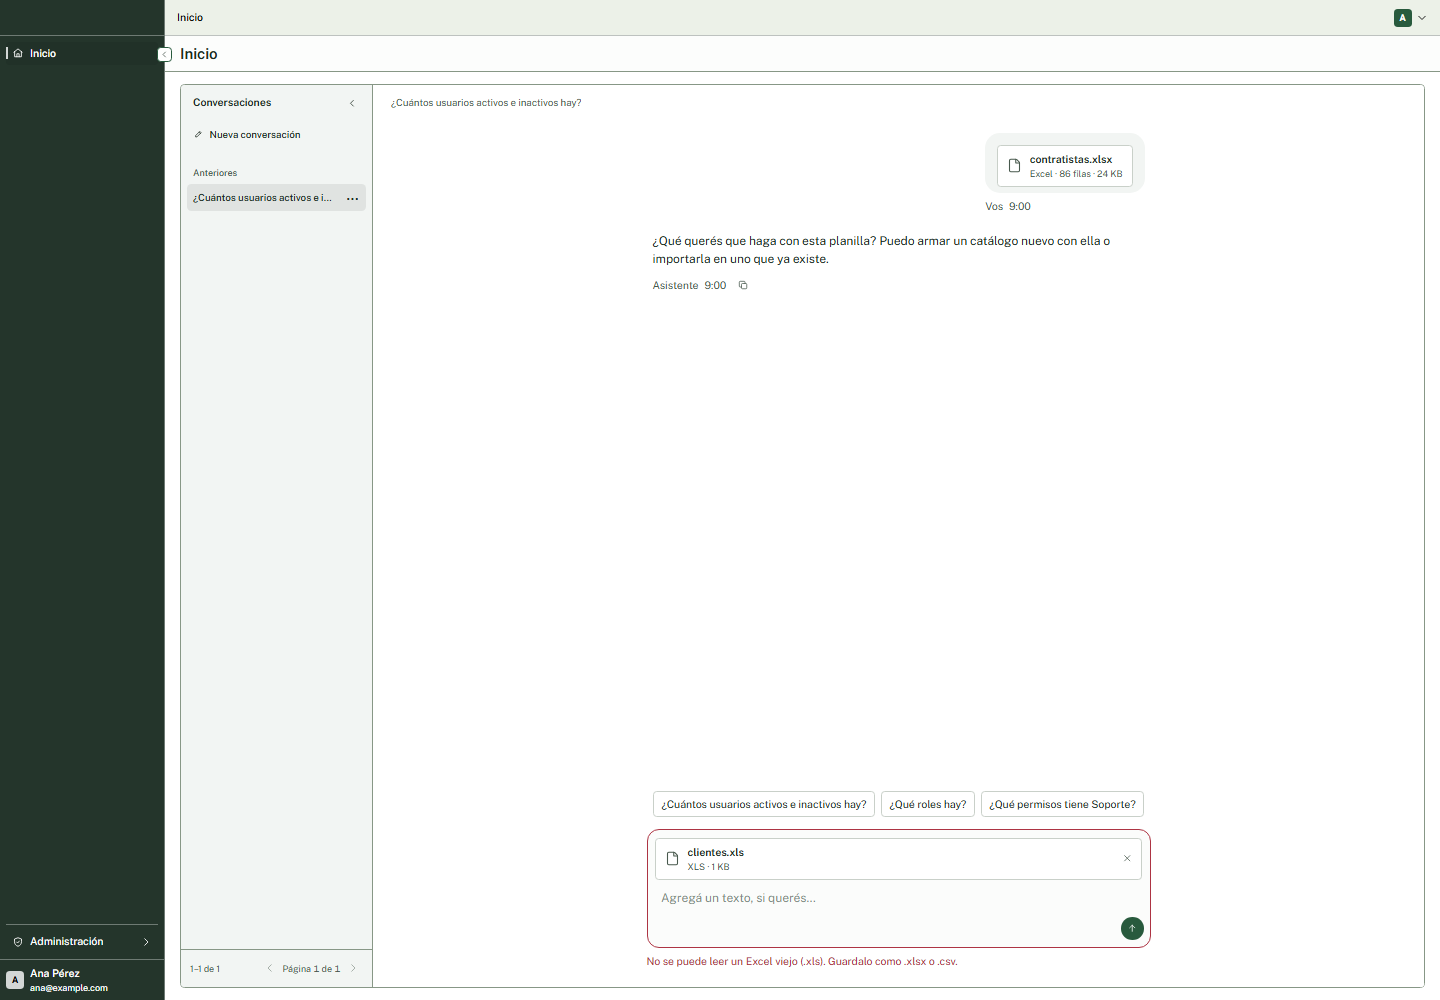 Inicio
A
Inicio
Inicio
Conversaciones
Nueva conversación
Anteriores
¿Cuántos usuarios activos e i...
1–1 de 1
Página 1 de 1
¿Cuántos usuarios activos e inactivos hay?
contratistas.xlsx
Excel · 86 filas · 24 KB
Vos 9:00
¿Qué querés que haga con esta planilla? Puedo armar un catálogo nuevo con ella o
importarla en uno que ya existe.
Asistente 9:00
¿Cuántos usuarios activos e inactivos hay?
¿Qué roles hay?
¿Qué permisos tiene Soporte?
clientes.xls
XLS · 1 KB
Agregá un texto, si querés...
No se puede leer un Excel viejo (.xls). Guardalo como .xlsx o .csv.
Administración
A
Ana Pérez
ana@example.com